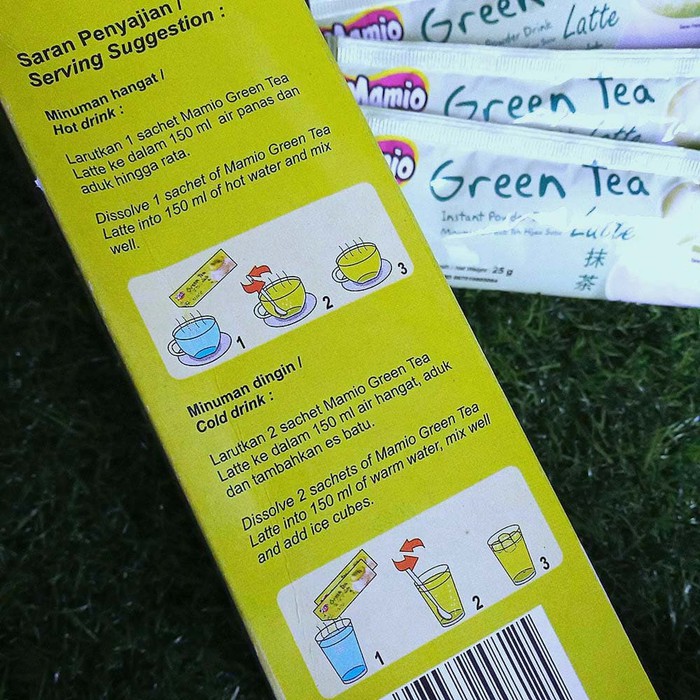 Saran Penyajian /
Serving Suggestion :
Minuman hangat /
Hot drink :
Larutkan 1 sachet Mamio Green Tea
Latte ke dalam 150 ml air panas dan
aduk hingga rata.
Dissolve 1 sachet of Mamio Green Tea
Latte into 150 ml of hot water and mix
well.
1
2
3
Minuman dingin /
Cold drink :
Larutkan 2 sachet Mamio Green Tea
Latte ke dalam 150 ml air hangat, aduk
dan tambahkan es batu.
Dissolve 2 sachets of Mamio Green Tea
Latte into 150 ml of warm water, mix well
and add ice cubes.
1
2
3
Green
Latte
Powder Drink
Mamio
Green Tea
Latte
Green Tea
Instant
Latte
抹
茶
25 g